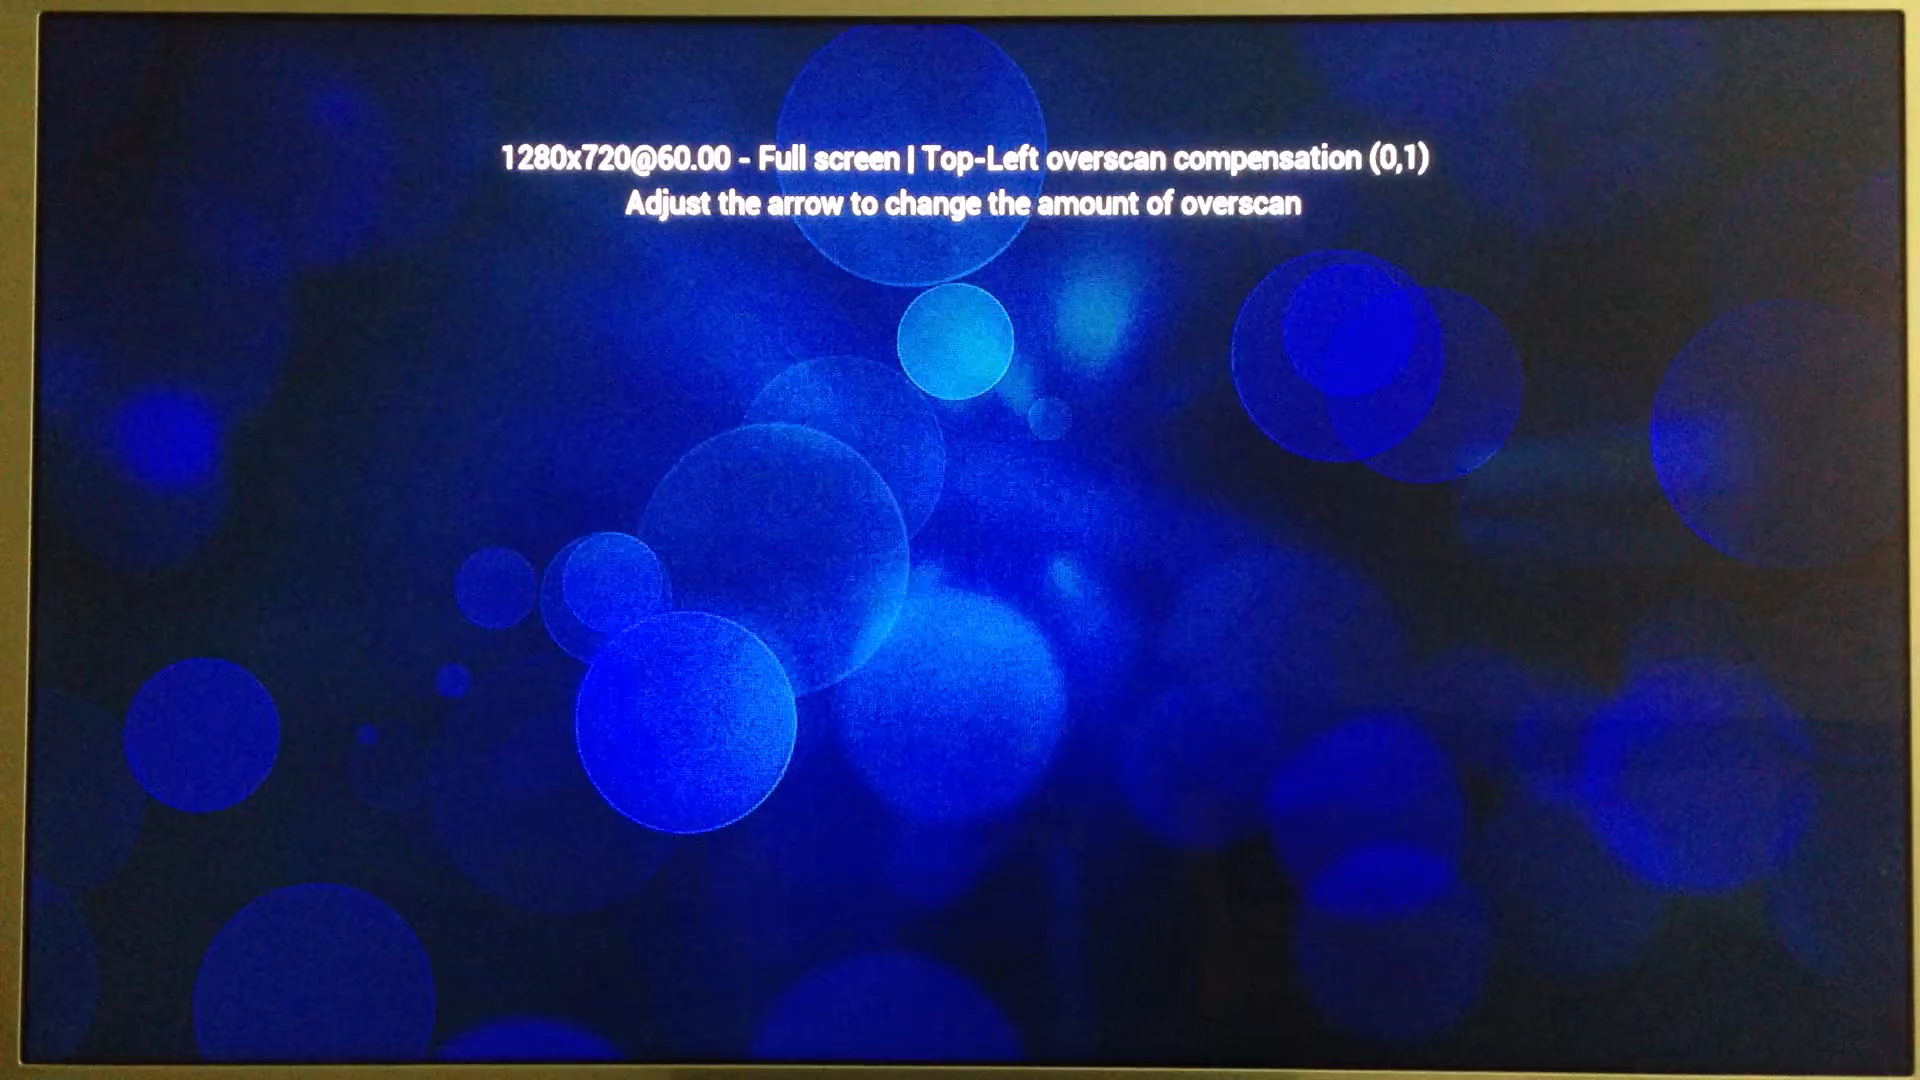 1280x720@60.00 - Full screen | Top-Left overscan compensation (0,1)
Adjust the arrow to change the amount of overscan